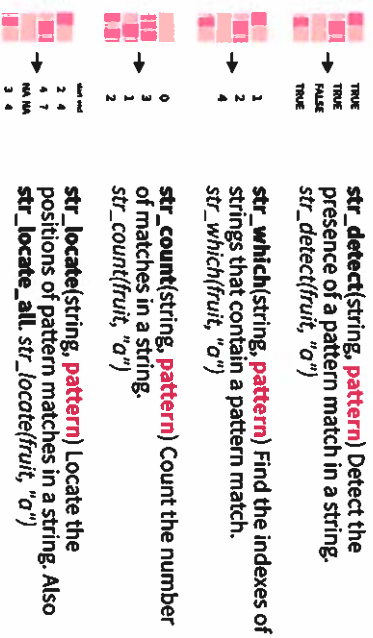 TRUE
TRUE
FALSE
TRUE
str_detect(string, pattern) Detect the
presence of a pattern match in a string.
str_detect(fruit, "a")
1
2
4
str_which(string, pattern) Find the indexes of
strings that contain a pattern match.
str_which(fruit, "a")
0
3
1
2
str_count(string, pattern) Count the number
of matches in a string.
str_count(fruit, "a")
start end
2 4
4 7
NA NA
3 4
str_locate(string, pattern) Locate the
positions of pattern matches in a string. Also
str_locate_all. str_locate(fruit, "a")